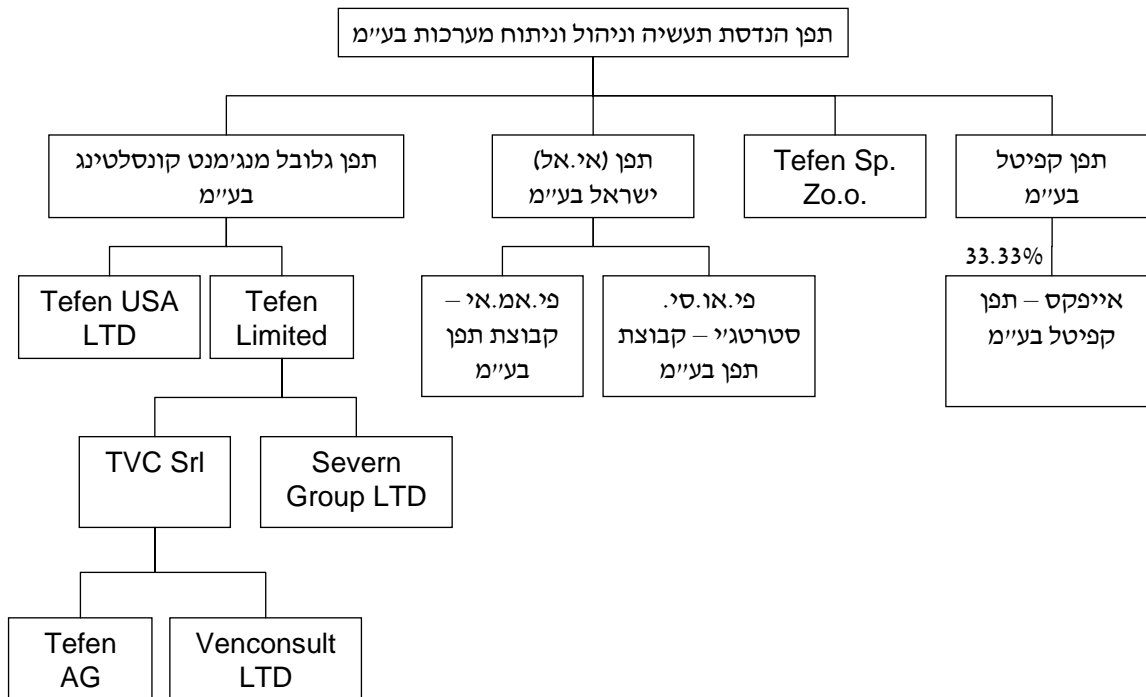 תפן הנדסת תעשיה וניהול וניתוח מערכות בע״מ
תפן גלובל מנג׳מנט קונסלטינג
בע״מ
תפן (אי.אל)
ישראל בע״מ
Tefen Sp.
Zo.o.
תפן קפיטל
בע״מ
33.33%
Tefen USA
LTD
Tefen
Limited
פי.אמ.אי –
קבוצת תפן
בע״מ
פי.או.סי.
סטרטג׳י – קבוצת
תפן בע״מ
אייפקס – תפן
קפיטל בע״מ
TVC Srl
Severn
Group LTD
Tefen
AG
Venconsult
LTD